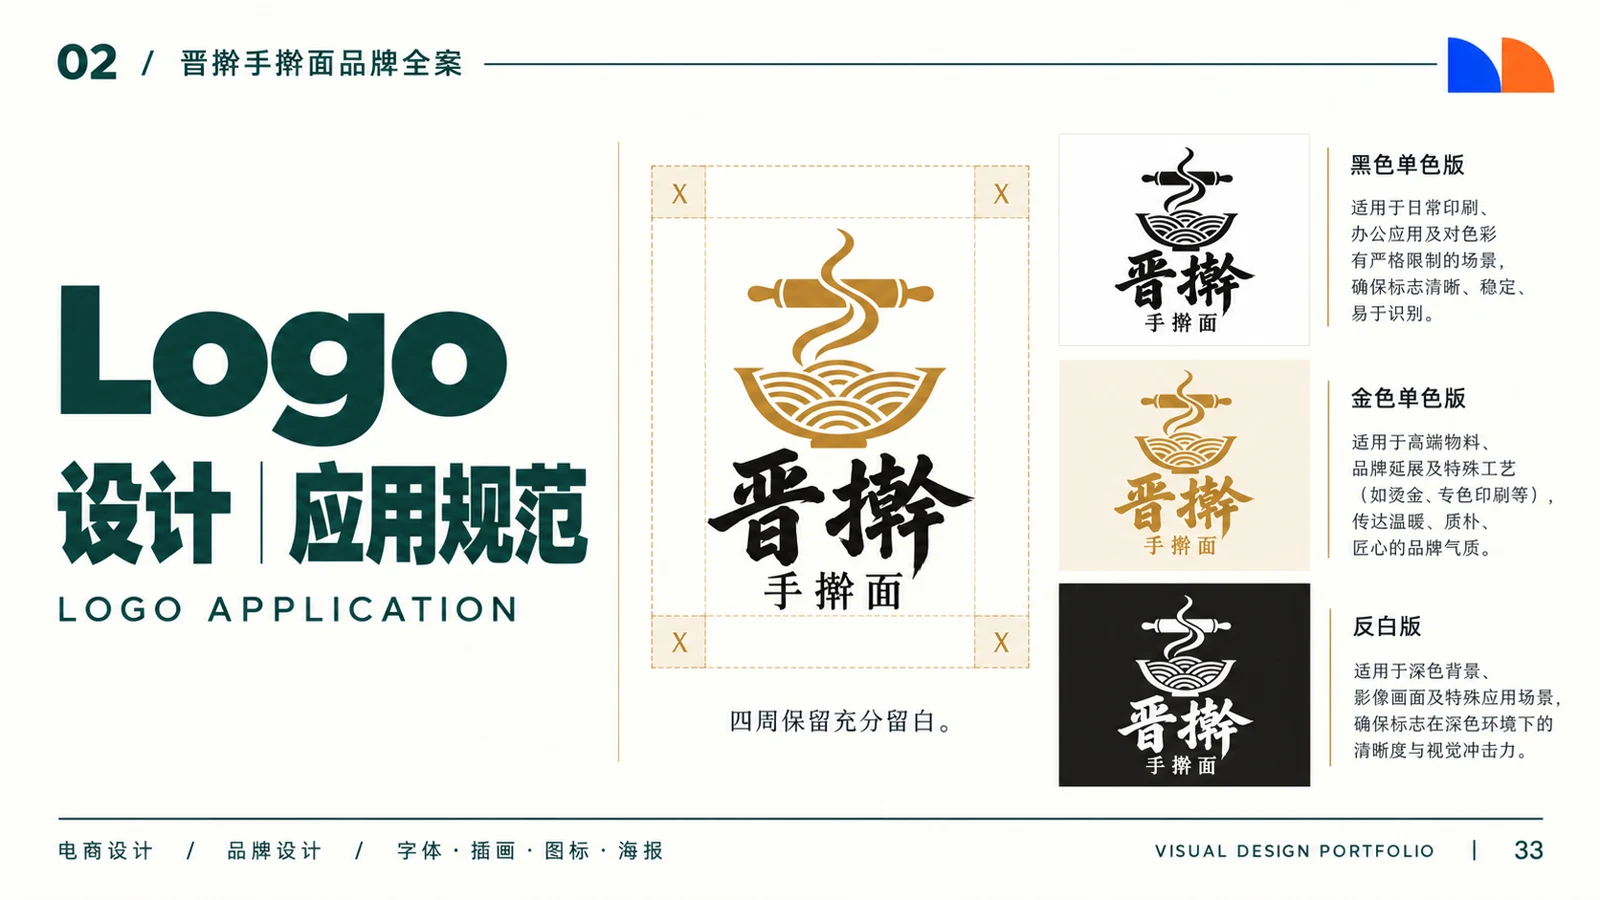 02 / 晋擀手擀面品牌全案
Logo
设计 | 应用规范
LOGO APPLICATION
X X
晋擀
手擀面
X X
四周保留充分留白。
晋擀
手擀面
黑色单色版
适用于日常印刷、
办公应用及对色彩
有严格限制的场景，
确保标志清晰、稳定、
易于识别。
晋擀
手擀面
金色单色版
适用于高端物料、
品牌延展及特殊工艺
（如烫金、专色印刷等），
传达温暖、质朴、
匠心的品牌气质。
晋擀
手擀面
反白版
适用于深色背景、
影像画面及特殊应用场景，
确保标志在深色环境下的
清晰度与视觉冲击力。
电商设计 / 品牌设计 / 字体·插画·图标·海报
VISUAL DESIGN PORTFOLIO | 33